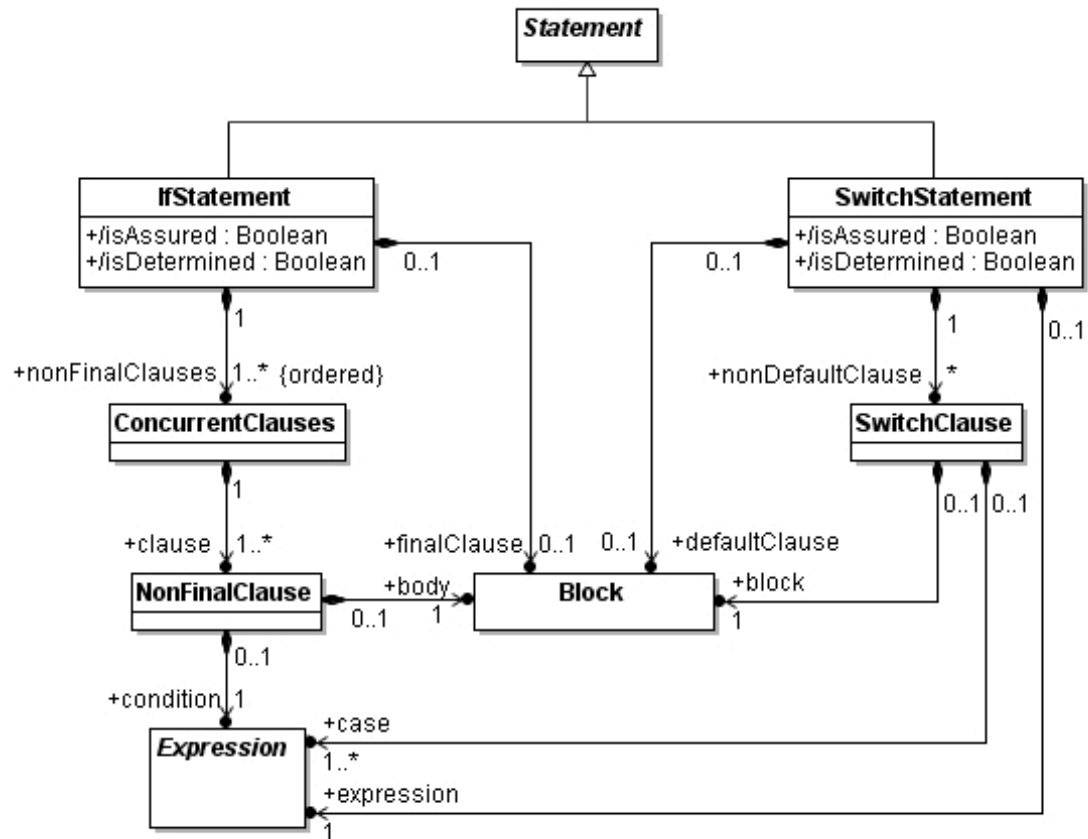 Statement
IfStatement
+/isAssured : Boolean
+/isDetermined : Boolean
SwitchStatement
+/isAssured : Boolean
+/isDetermined : Boolean
0..1
0..1
1
1
0..1
+nonFinalClauses 1..* {ordered}
+nonDefaultClause *
ConcurrentClauses
SwitchClause
1
0..1
0..1
+clause 1..*
+finalClause 0..1
0..1 +defaultClause
NonFinalClause
+body
Block
+block
0..1
1
1
0..1
+condition 1
Expression
+case
1..*
+expression
1